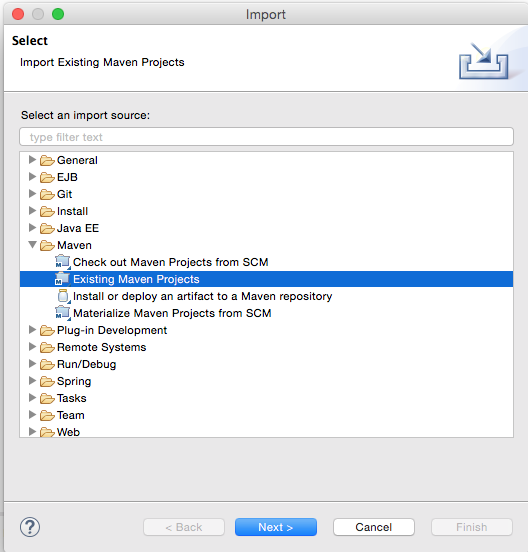 Import
Select
Import Existing Maven Projects
Select an import source:
type filter text
General
EJB
Git
Install
Java EE
Maven
Check out Maven Projects from SCM
Existing Maven Projects
Install or deploy an artifact to a Maven repository
Materialize Maven Projects from SCM
Plug-in Development
Remote Systems
Run/Debug
Spring
Tasks
Team
Web
? < Back Next > Cancel Finish